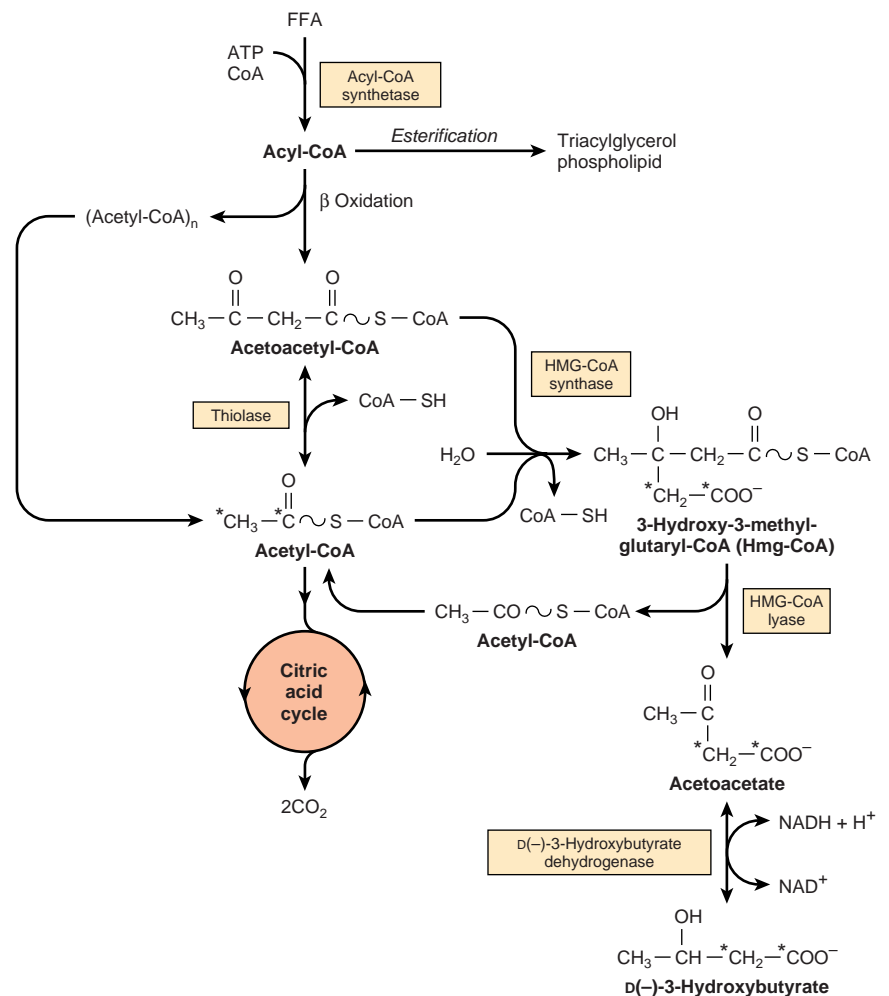 FFA
ATP
CoA
Acyl-CoA
synthetase
Acyl-CoA
Esterification
Triacylglycerol
phospholipid
β Oxidation
(Acetyl-CoA)n
O O
CH3—C—CH2—C~S—CoA
Acetoacetyl-CoA
HMG-CoA
synthase
Thiolase
CoA—SH
H2O
OH O
CH3—C—CH2—C~S—CoA
*CH2—*COO−
3-Hydroxy-3-methyl-
glutaryl-CoA (Hmg-CoA)
CoA—SH
O
*CH3—*C~S—CoA
Acetyl-CoA
CH3—CO~S—CoA
Acetyl-CoA
HMG-CoA
lyase
Citric
acid
cycle
2CO2
O
CH3—C
*CH2—*COO−
Acetoacetate
D(–)-3-Hydroxybutyrate
dehydrogenase
NADH + H+
NAD+
OH
CH3—CH—*CH2—*COO−
D(–)-3-Hydroxybutyrate